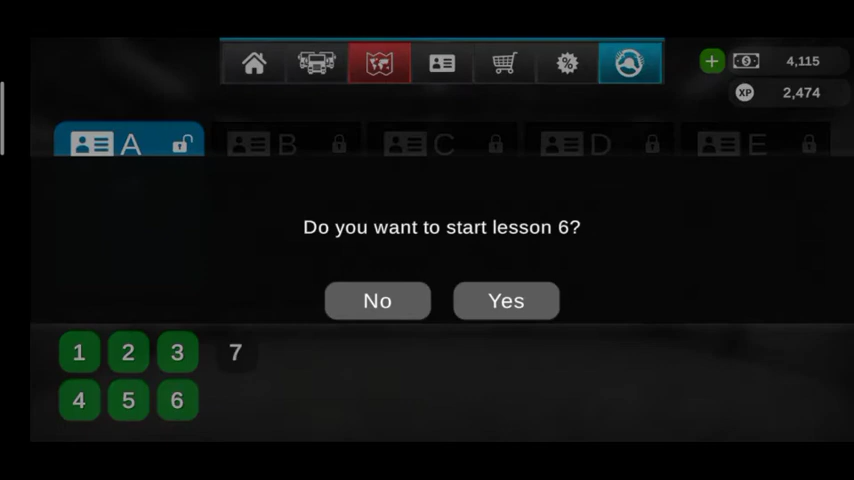 4,115
XP 2,474
A B C D E
Do you want to start lesson 6?
No Yes
1 2 3 7
4 5 6